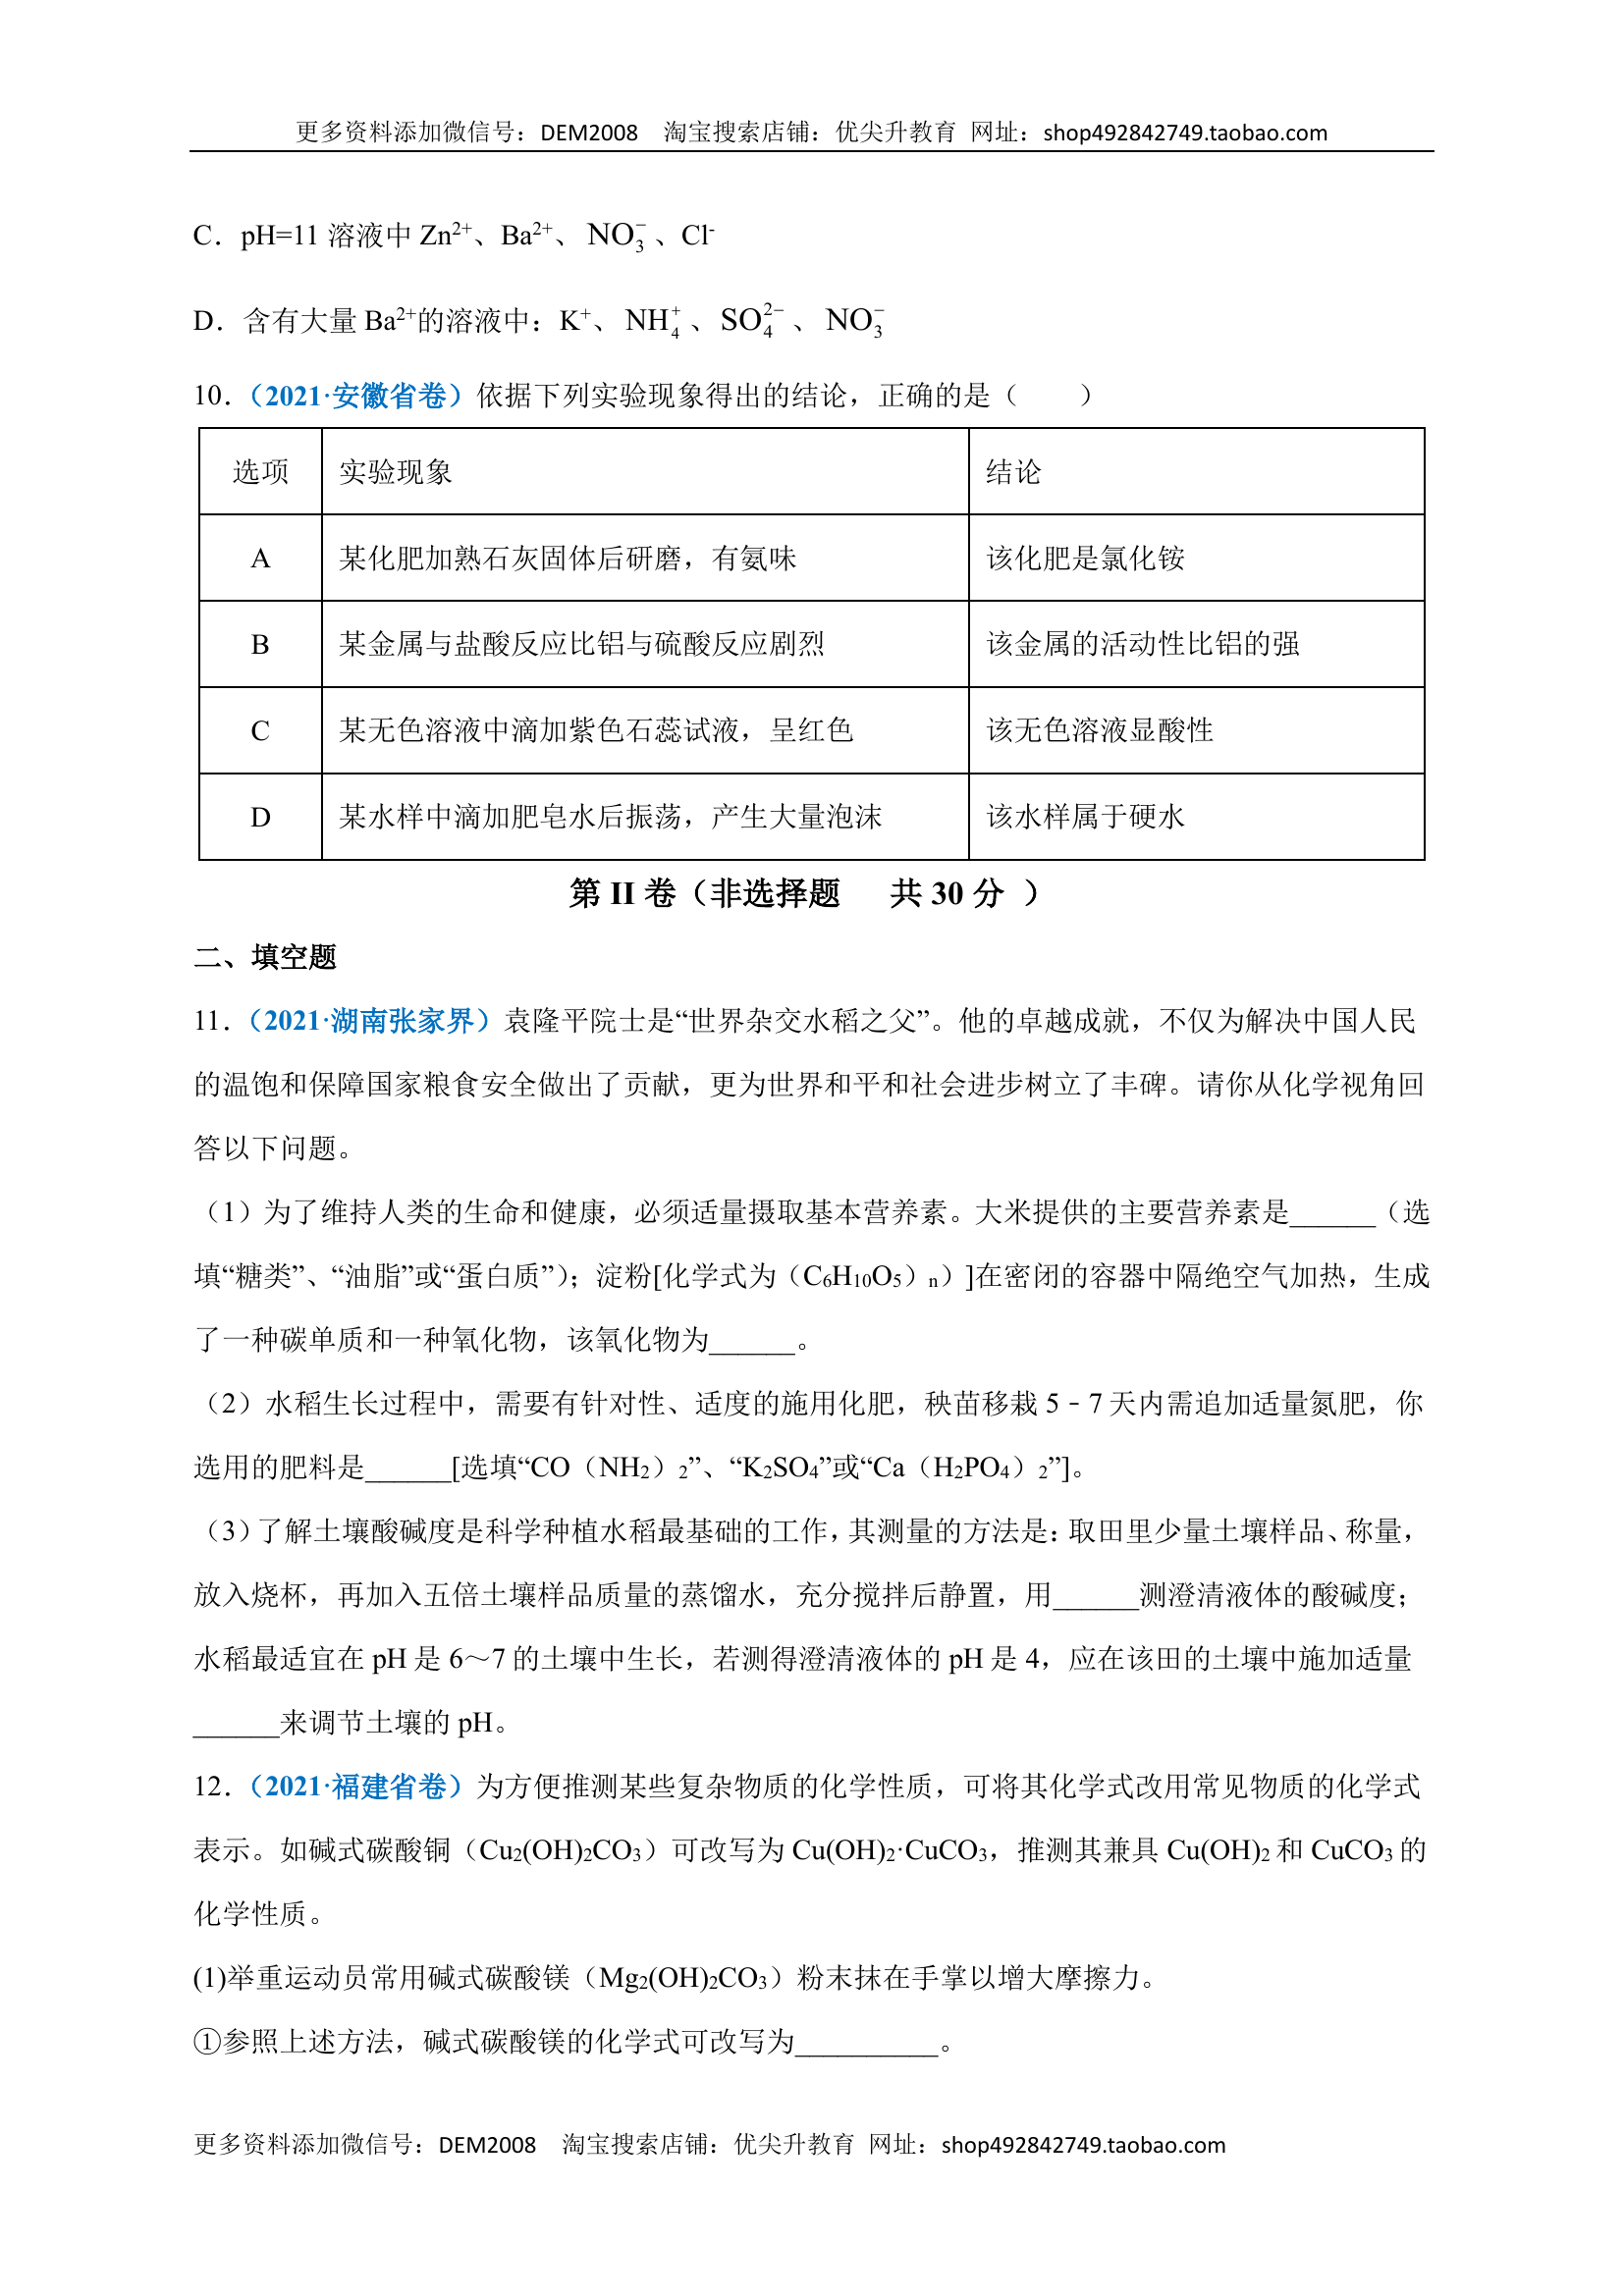 更多资料添加微信号：DEM2008  淘宝搜索店铺：优尖升教育 网址：shop492842749.taobao.com
C．pH=11 溶液中 Zn²⁺、Ba²⁺、NO₃⁻、Cl⁻
D．含有大量 Ba²⁺的溶液中：K⁺、NH₄⁺、SO₄²⁻、NO₃⁻
10．（2021·安徽省卷）依据下列实验现象得出的结论，正确的是（  ）
选项 实验现象 结论
A 某化肥加熟石灰固体后研磨，有氨味 该化肥是氯化铵
B 某金属与盐酸反应比铝与硫酸反应剧烈 该金属的活动性比铝的强
C 某无色溶液中滴加紫色石蕊试液，呈红色 该无色溶液显酸性
D 某水样中滴加肥皂水后振荡，产生大量泡沫 该水样属于硬水
第 II 卷（非选择题  共 30 分 ）
二、填空题
11．（2021·湖南张家界）袁隆平院士是“世界杂交水稻之父”。他的卓越成就，不仅为解决中国人民
的温饱和保障国家粮食安全做出了贡献，更为世界和平和社会进步树立了丰碑。请你从化学视角回
答以下问题。
（1）为了维持人类的生命和健康，必须适量摄取基本营养素。大米提供的主要营养素是______（选
填“糖类”、“油脂”或“蛋白质”）；淀粉[化学式为（C₆H₁₀O₅）ₙ）]在密闭的容器中隔绝空气加热，生成
了一种碳单质和一种氧化物，该氧化物为______。
（2）水稻生长过程中，需要有针对性、适度的施用化肥，秧苗移栽 5﹣7 天内需追加适量氮肥，你
选用的肥料是______[选填“CO（NH₂）₂”、“K₂SO₄”或“Ca（H₂PO₄）₂”]。
（3）了解土壤酸碱度是科学种植水稻最基础的工作，其测量的方法是：取田里少量土壤样品、称量，
放入烧杯，再加入五倍土壤样品质量的蒸馏水，充分搅拌后静置，用______测澄清液体的酸碱度；
水稻最适宜在 pH 是 6～7 的土壤中生长，若测得澄清液体的 pH 是 4，应在该田的土壤中施加适量
______来调节土壤的 pH。
12．（2021·福建省卷）为方便推测某些复杂物质的化学性质，可将其化学式改用常见物质的化学式
表示。如碱式碳酸铜（Cu₂(OH)₂CO₃）可改写为 Cu(OH)₂·CuCO₃，推测其兼具 Cu(OH)₂和 CuCO₃的
化学性质。
(1)举重运动员常用碱式碳酸镁（Mg₂(OH)₂CO₃）粉末抹在手掌以增大摩擦力。
①参照上述方法，碱式碳酸镁的化学式可改写为__________。
更多资料添加微信号：DEM2008  淘宝搜索店铺：优尖升教育 网址：shop492842749.taobao.com